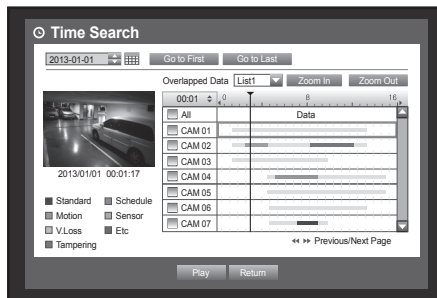 Time Search
2013-01-01 Go to First Go to Last
Overlapped Data List1 Zoom In Zoom Out
00:01 0 8 16
All Data
CAM 01
CAM 02
CAM 03
CAM 04
CAM 05
CAM 06
CAM 07
2013/01/01 00:01:17
Standard Schedule
Motion Sensor
V.Loss Etc
Tampering
Previous/Next Page
Play Return